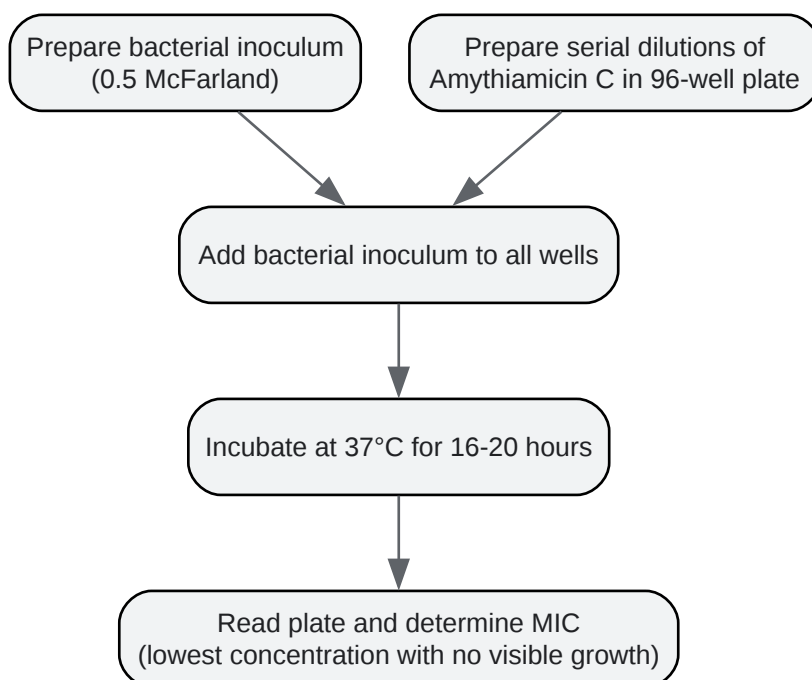 Prepare bacterial inoculum
(0.5 McFarland)
Prepare serial dilutions of
Amythiamicin C in 96-well plate
Add bacterial inoculum to all wells
Incubate at 37°C for 16-20 hours
Read plate and determine MIC
(lowest concentration with no visible growth)